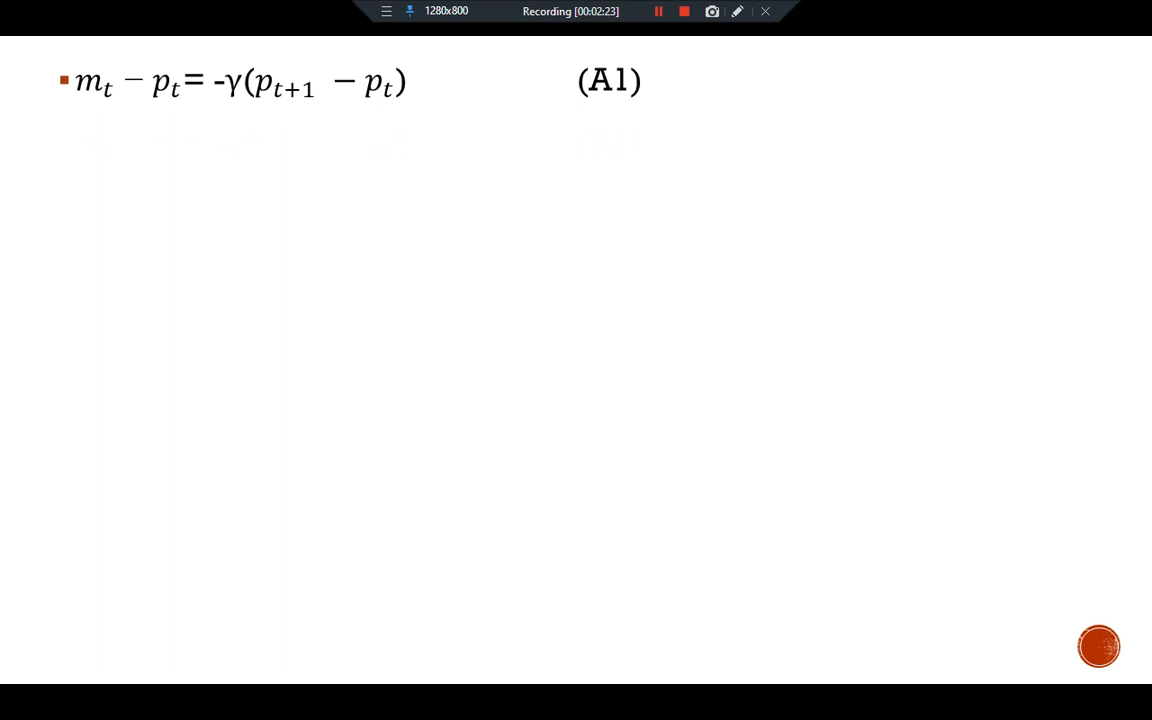 1280x800 Recording [00:02:23]
▪ mₜ − pₜ= -γ(pₜ₊₁ − pₜ) (A1)